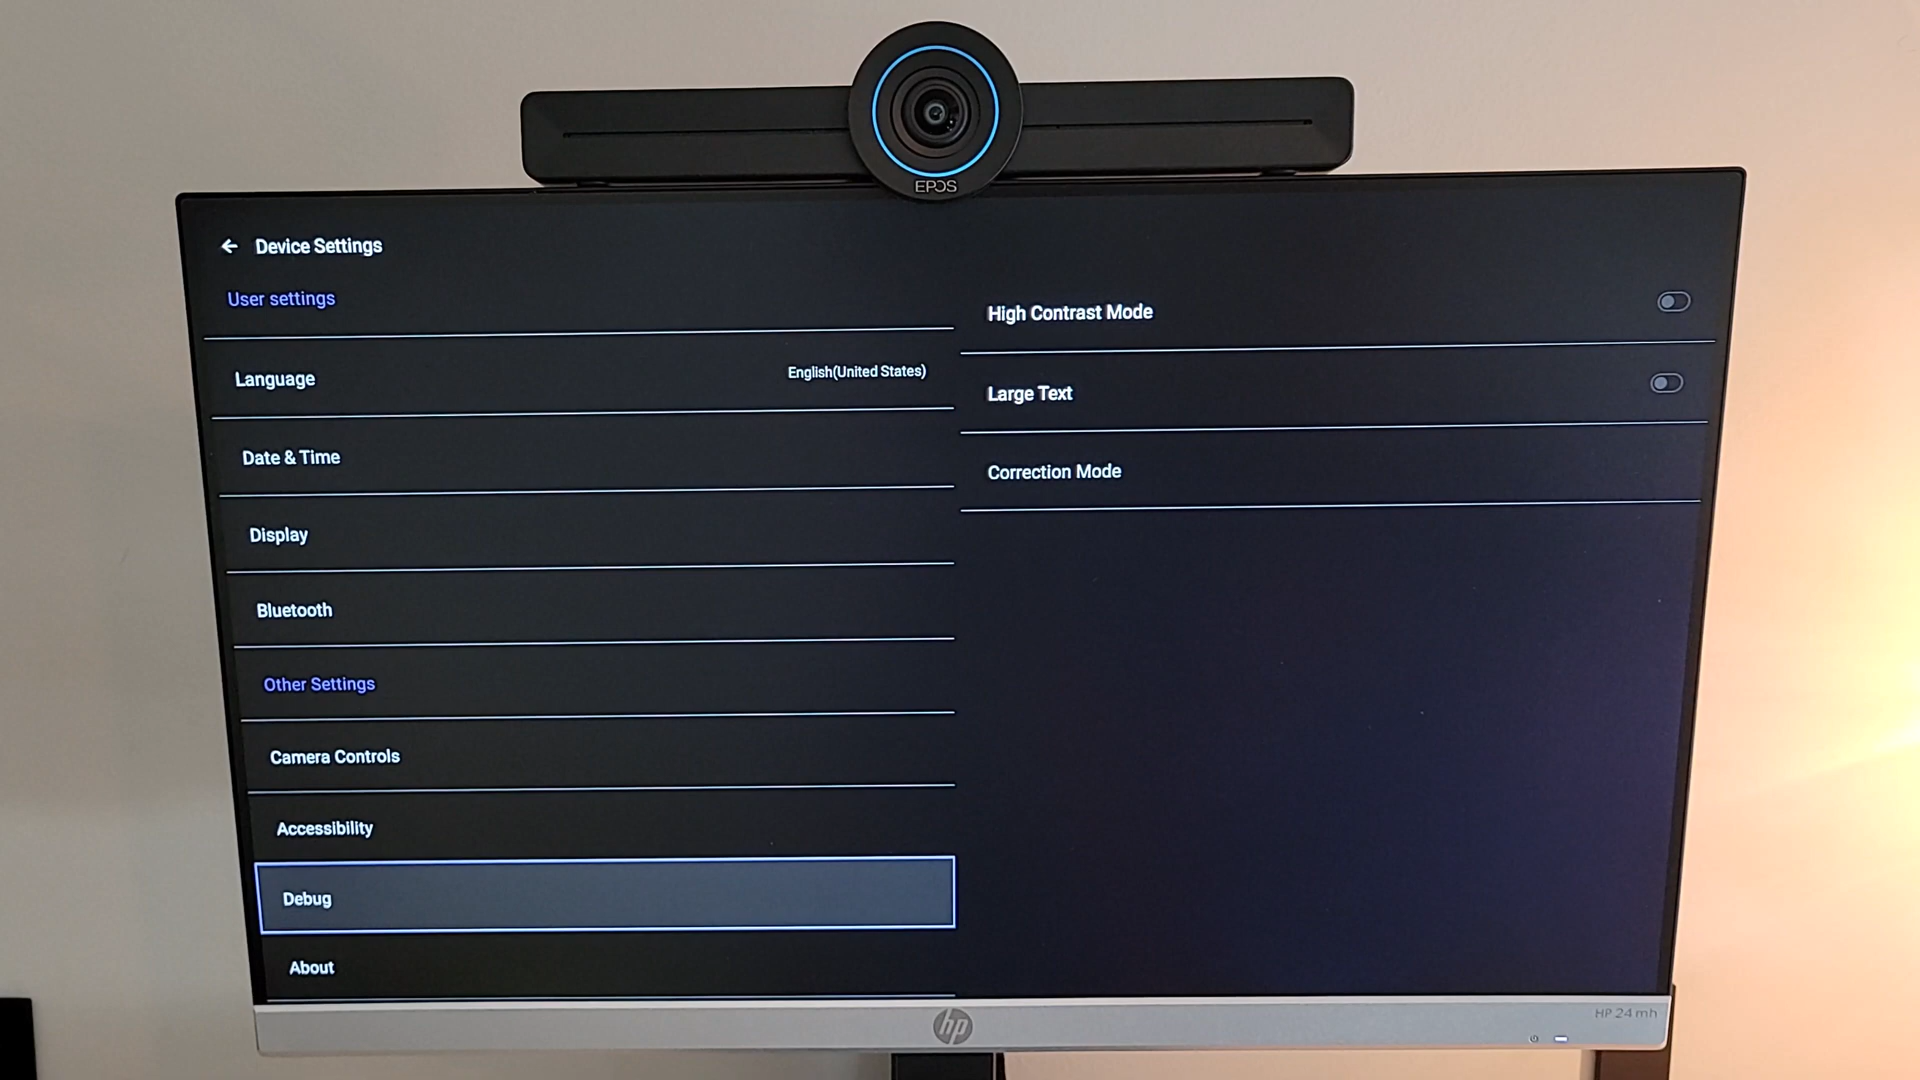 EPOS
Device Settings
User settings
Language English(United States)
Date & Time
Display
Bluetooth
Other Settings
Camera Controls
Accessibility
Debug
About
High Contrast Mode
Large Text
Correction Mode
hp
HP 24mh